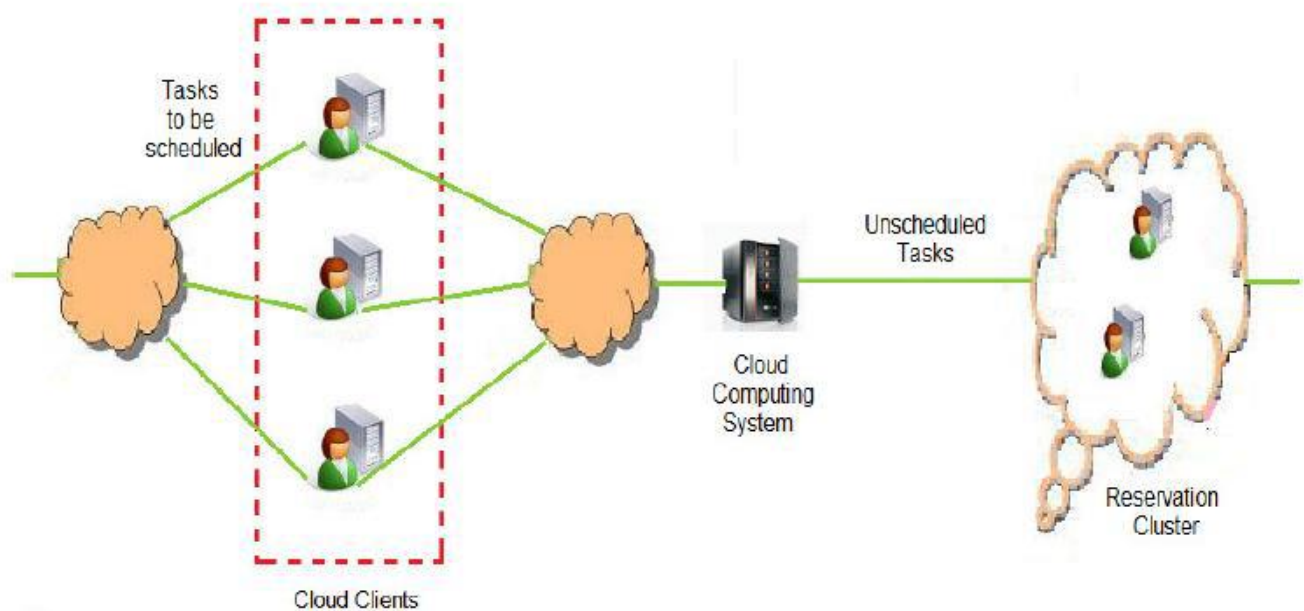 Tasks
to be
scheduled
Cloud Clients
Cloud
Computing
System
Unscheduled
Tasks
Reservation
Cluster